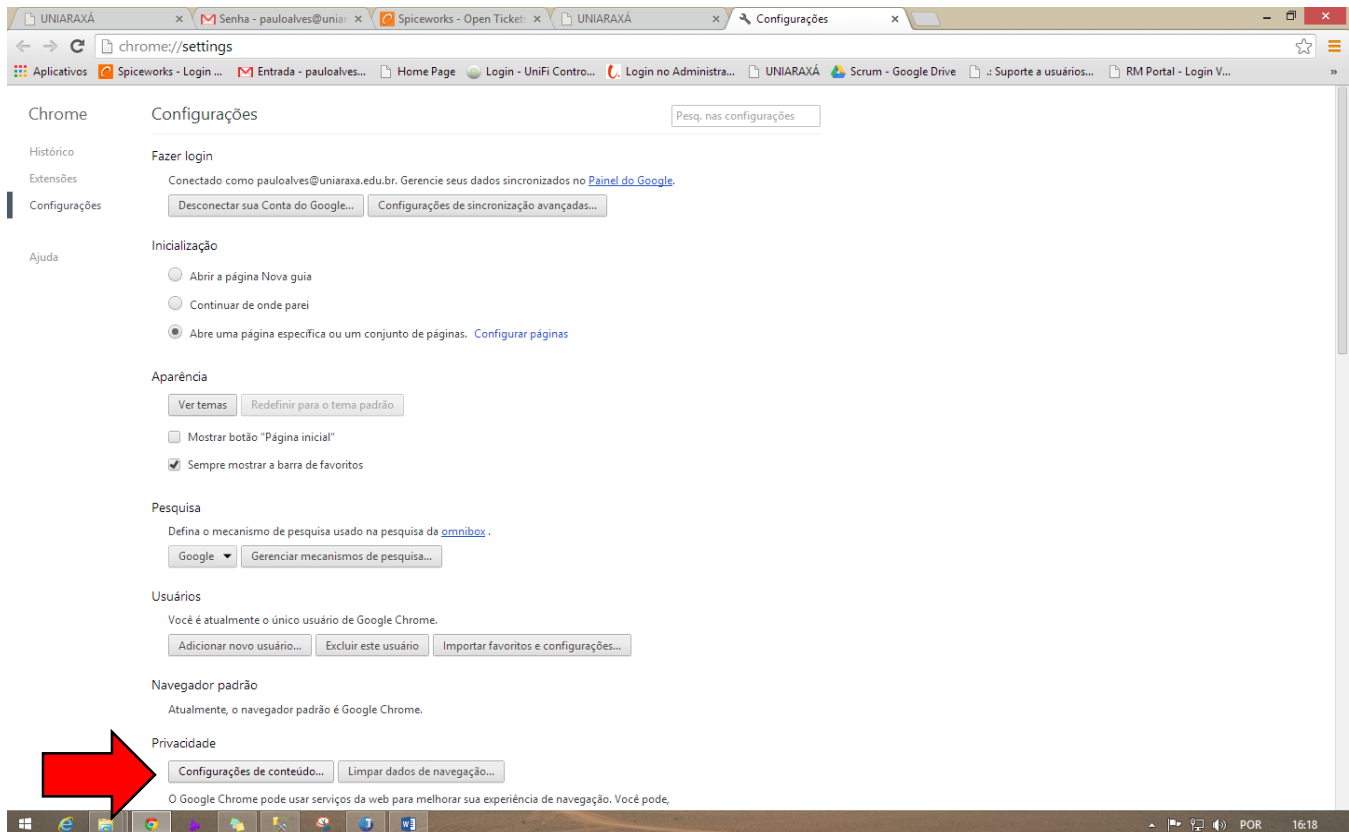 UNIARAXÁ
Senha - pauloalves@uniar
Spiceworks - Open Ticket
UNIARAXÁ
Configurações
chrome://settings
Aplicativos Spiceworks - Login ... Entrada - pauloalves... Home Page Login - UniFi Contro... Login no Administra... UNIARAXÁ Scrum - Google Drive .: Suporte a usuários... RM Portal - Login V... »
Chrome
Histórico
Extensões
Configurações
Ajuda
Configurações
Pesq. nas configurações
Fazer login
Conectado como pauloalves@uniaraxa.edu.br. Gerencie seus dados sincronizados no Painel do Google.
Desconectar sua Conta do Google... Configurações de sincronização avançadas...
Inicialização
Abrir a página Nova guia
Continuar de onde parei
Abre uma página específica ou um conjunto de páginas. Configurar páginas
Aparência
Ver temas Redefinir para o tema padrão
Mostrar botão "Página inicial"
Sempre mostrar a barra de favoritos
Pesquisa
Defina o mecanismo de pesquisa usado na pesquisa da omnibox .
Google Gerenciar mecanismos de pesquisa...
Usuários
Você é atualmente o único usuário de Google Chrome.
Adicionar novo usuário... Excluir este usuário Importar favoritos e configurações...
Navegador padrão
Atualmente, o navegador padrão é Google Chrome.
Privacidade
Configurações de conteúdo... Limpar dados de navegação...
O Google Chrome pode usar serviços da web para melhorar sua experiência de navegação. Você pode,
POR 16:18